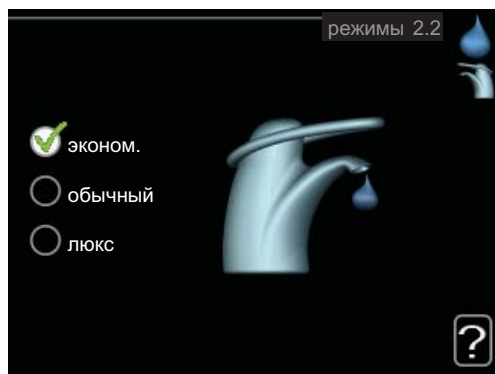 режимы 2.2
эконом.
обычный
люкс
?